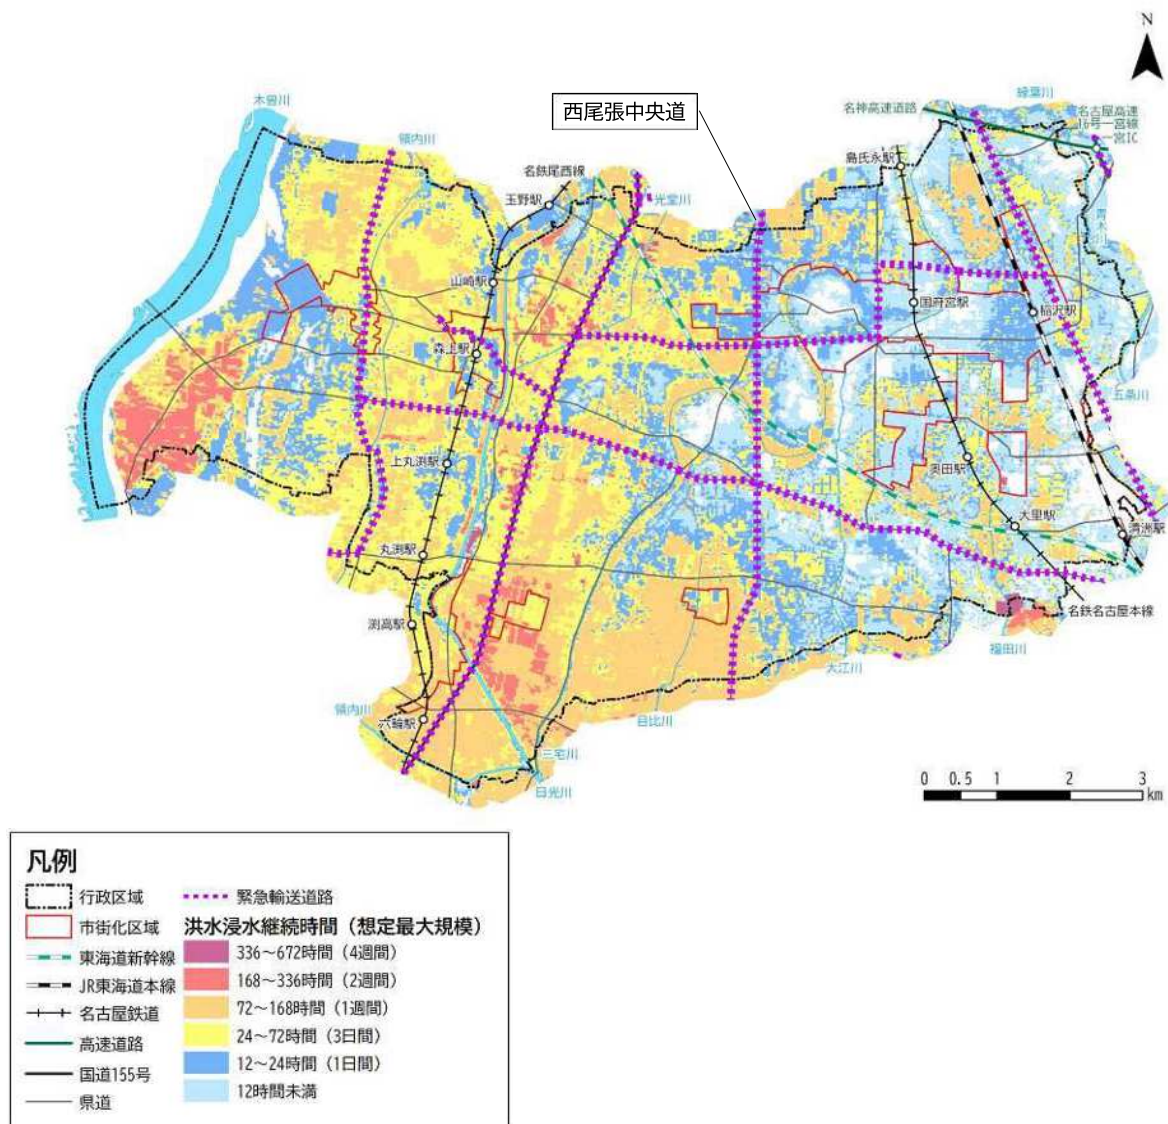 N
木曽川
領内川
名鉄尾西線
玉野駅
光堂川
西尾張中央道
名神高速道路
島氏永駅
縁葉川
名古屋高速
16号一宮線
一宮IC
青木川
山崎駅
国府宮駅
稲沢駅
森上駅
五条川
上丸渕駅
奥田駅
大里駅
清洲駅
丸渕駅
名鉄名古屋本線
渕高駅
福田川
大江川
領内川
六輪駅
目比川
三宅川
日光川
0 0.5 1 2 3
km
凡例
行政区域
市街化区域
東海道新幹線
JR東海道本線
名古屋鉄道
高速道路
国道155号
県道
緊急輸送道路
洪水浸水継続時間（想定最大規模）
336～672時間（4週間）
168～336時間（2週間）
72～168時間（1週間）
24～72時間（3日間）
12～24時間（1日間）
12時間未満